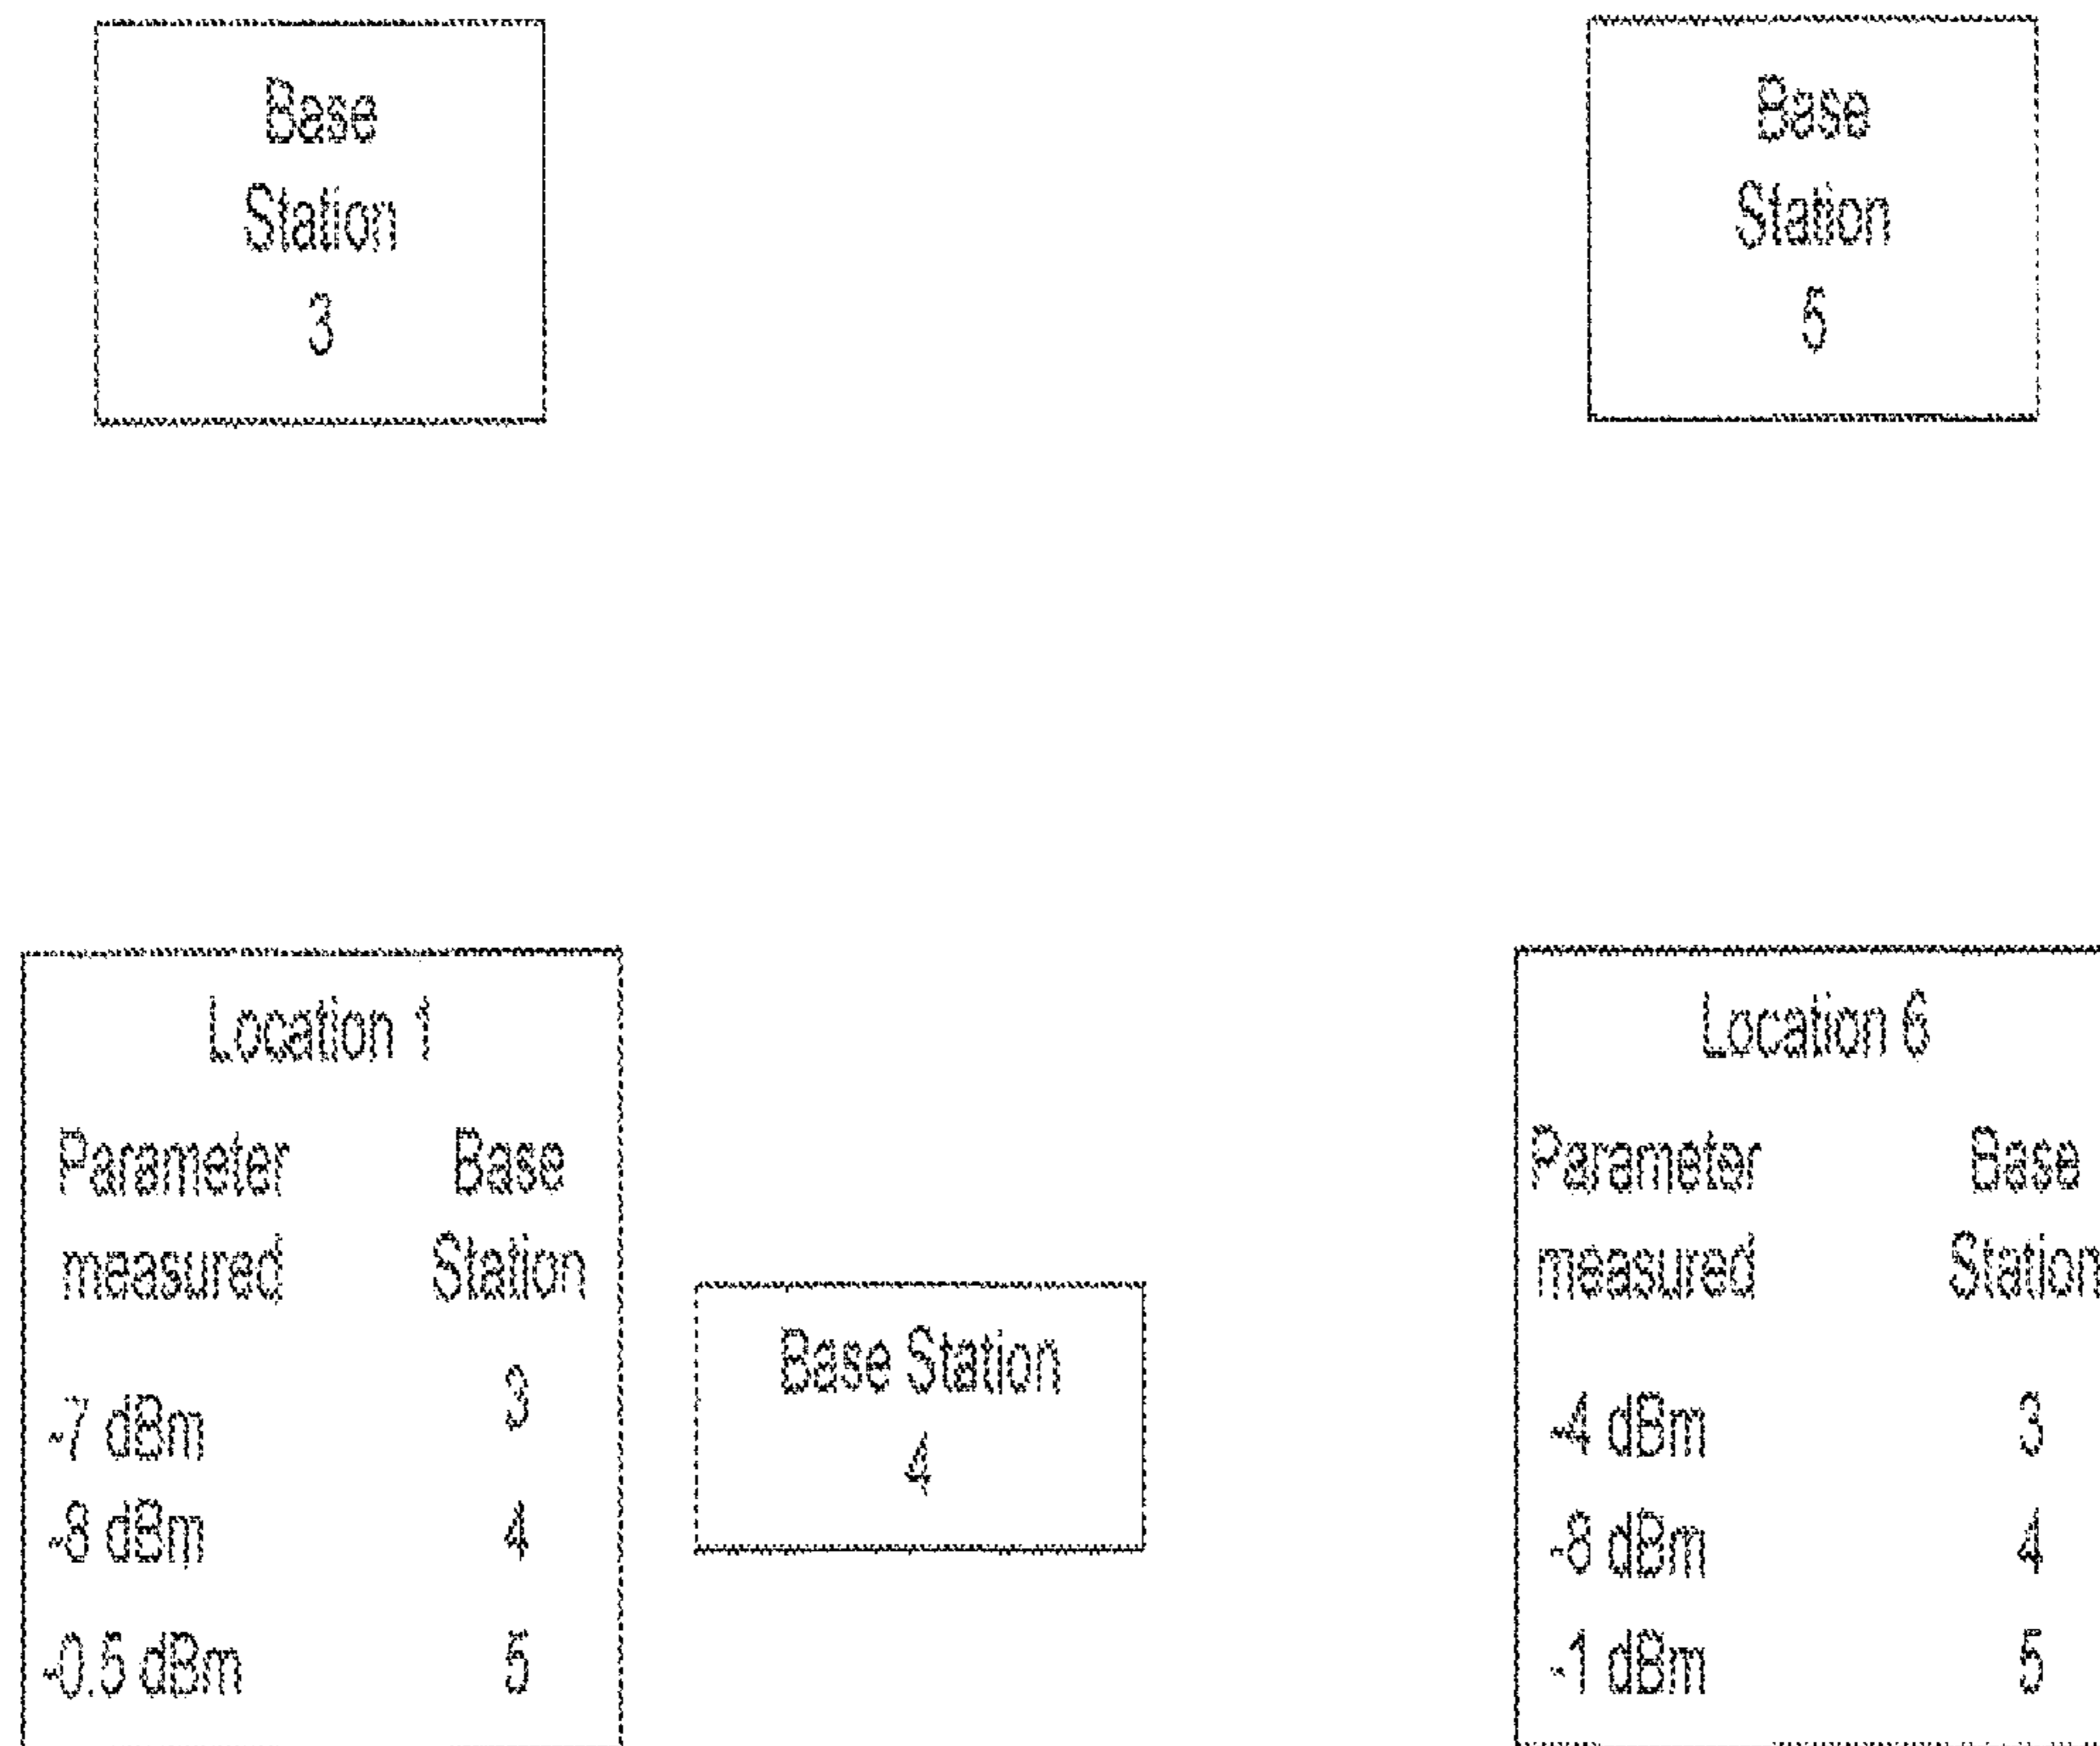 Base
Station
3
Base
Station
5
Location 1
Parameter Base
measured Station
-7 dBm 3
-8 dBm 4
-0.5 dBm 5
Base Station
4
Location 6
Parameter Base
measured Station
-4 dBm 3
-8 dBm 4
-1 dBm 5